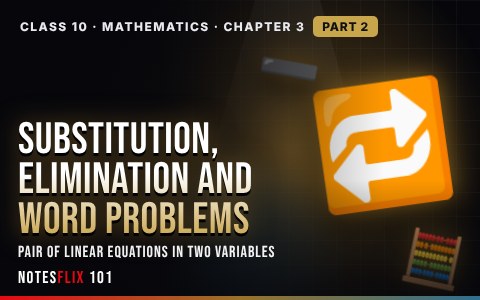 CLASS 10 · MATHEMATICS · CHAPTER 3 PART 2
SUBSTITUTION,
ELIMINATION AND
WORD PROBLEMS
PAIR OF LINEAR EQUATIONS IN TWO VARIABLES
NOTESFLIX 101